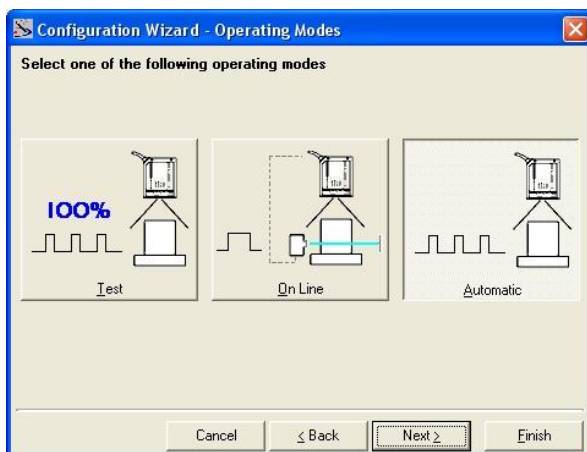 Configuration Wizard - Operating Modes
Select one of the following operating modes
100%
Test
On Line
Automatic
Cancel
< Back
Next >
Finish